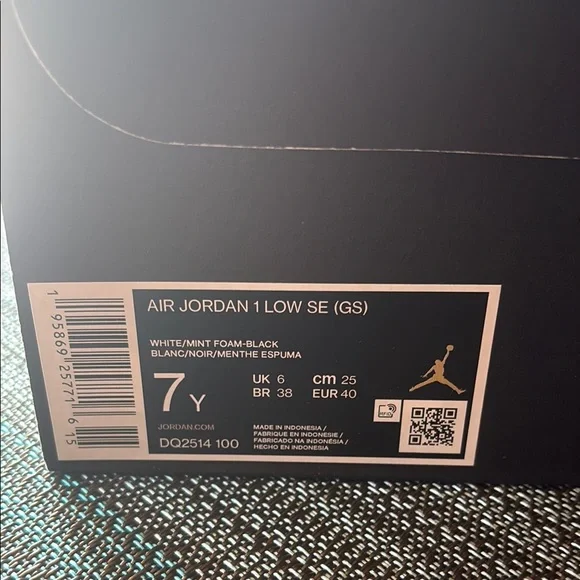 AIR JORDAN 1 LOW SE (GS)
WHITE/MINT FOAM-BLACK
BLANC/NOIR/MENTHE ESPUMA
7Y
UK 6 cm 25
BR 38 EUR 40
JORDAN.COM
DQ2514 100
MADE IN INDONESIA/
FABRIQUE EN INDONESIE/
FABRICADO NA INDONÉSIA/
HECHO EN INDONESIA
RFID
1 95869 25771 6 15